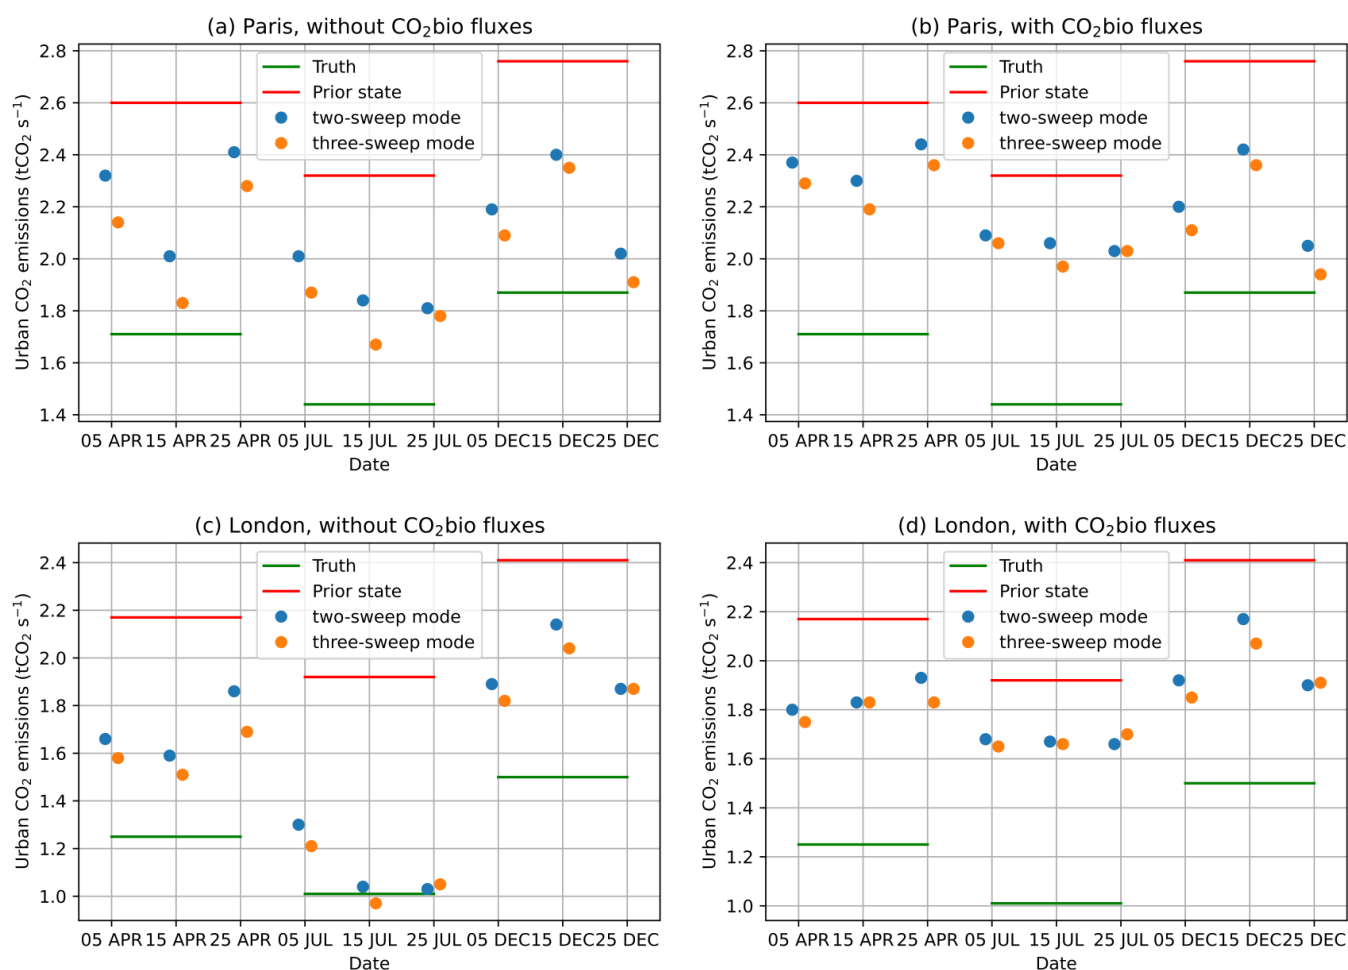 (a) Paris, without CO₂bio fluxes
Urban CO₂ emissions (tCO₂ s⁻¹)
2.8
2.6
2.4
2.2
2.0
1.8
1.6
1.4
Truth
Prior state
two-sweep mode
three-sweep mode
05 APR 15 APR 25 APR 05 JUL 15 JUL 25 JUL 05 DEC 15 DEC 25 DEC
Date
(b) Paris, with CO₂bio fluxes
Urban CO₂ emissions (tCO₂ s⁻¹)
2.8
2.6
2.4
2.2
2.0
1.8
1.6
1.4
Truth
Prior state
two-sweep mode
three-sweep mode
05 APR 15 APR 25 APR 05 JUL 15 JUL 25 JUL 05 DEC 15 DEC 25 DEC
Date
(c) London, without CO₂bio fluxes
Urban CO₂ emissions (tCO₂ s⁻¹)
2.4
2.2
2.0
1.8
1.6
1.4
1.2
1.0
Truth
Prior state
two-sweep mode
three-sweep mode
05 APR 15 APR 25 APR 05 JUL 15 JUL 25 JUL 05 DEC 15 DEC 25 DEC
Date
(d) London, with CO₂bio fluxes
Urban CO₂ emissions (tCO₂ s⁻¹)
2.4
2.2
2.0
1.8
1.6
1.4
1.2
1.0
Truth
Prior state
two-sweep mode
three-sweep mode
05 APR 15 APR 25 APR 05 JUL 15 JUL 25 JUL 05 DEC 15 DEC 25 DEC
Date